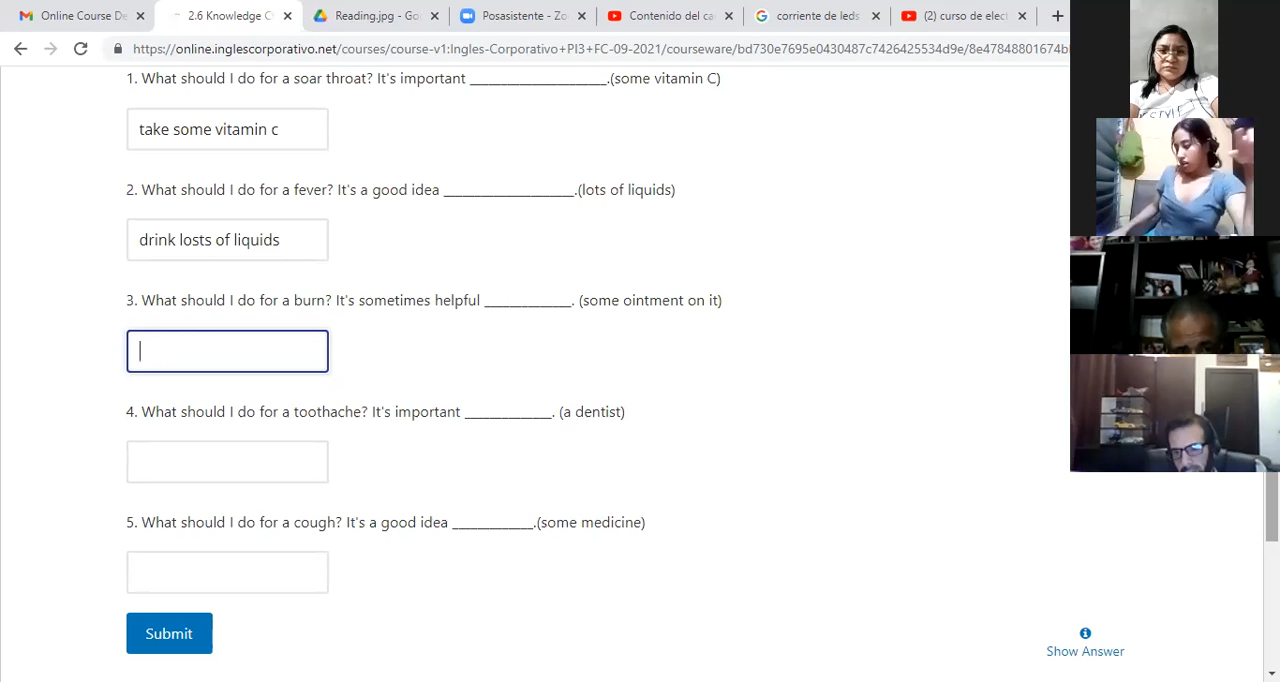 Online Course De
2.6 Knowledge C
Reading.jpg - Go
Posasistente - Zo
Contenido del ca
corriente de leds
(2) curso de elect
https://online.inglescorporativo.net/courses/course-v1:Ingles-Corporativo+PI3+FC-09-2021/courseware/bd730e7695e0430487c7426425534d9e/8e47848801674b
1. What should I do for a soar throat? It's important ___________________.(some vitamin C)
take some vitamin c
2. What should I do for a fever? It's a good idea __________________.(lots of liquids)
drink losts of liquids
3. What should I do for a burn? It's sometimes helpful ____________. (some ointment on it)
4. What should I do for a toothache? It's important ____________. (a dentist)
5. What should I do for a cough? It's a good idea ___________.(some medicine)
Submit
Show Answer
STYLE